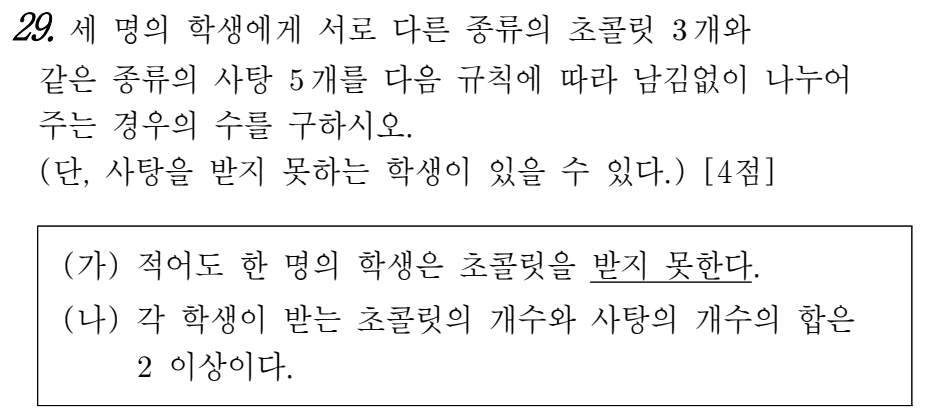 29. 세 명의 학생에게 서로 다른 종류의 초콜릿 3개와
같은 종류의 사탕 5개를 다음 규칙에 따라 남김없이 나누어
주는 경우의 수를 구하시오.
(단, 사탕을 받지 못하는 학생이 있을 수 있다.) [4점]
(가) 적어도 한 명의 학생은 초콜릿을 받지 못한다.
(나) 각 학생이 받는 초콜릿의 개수와 사탕의 개수의 합은
2 이상이다.